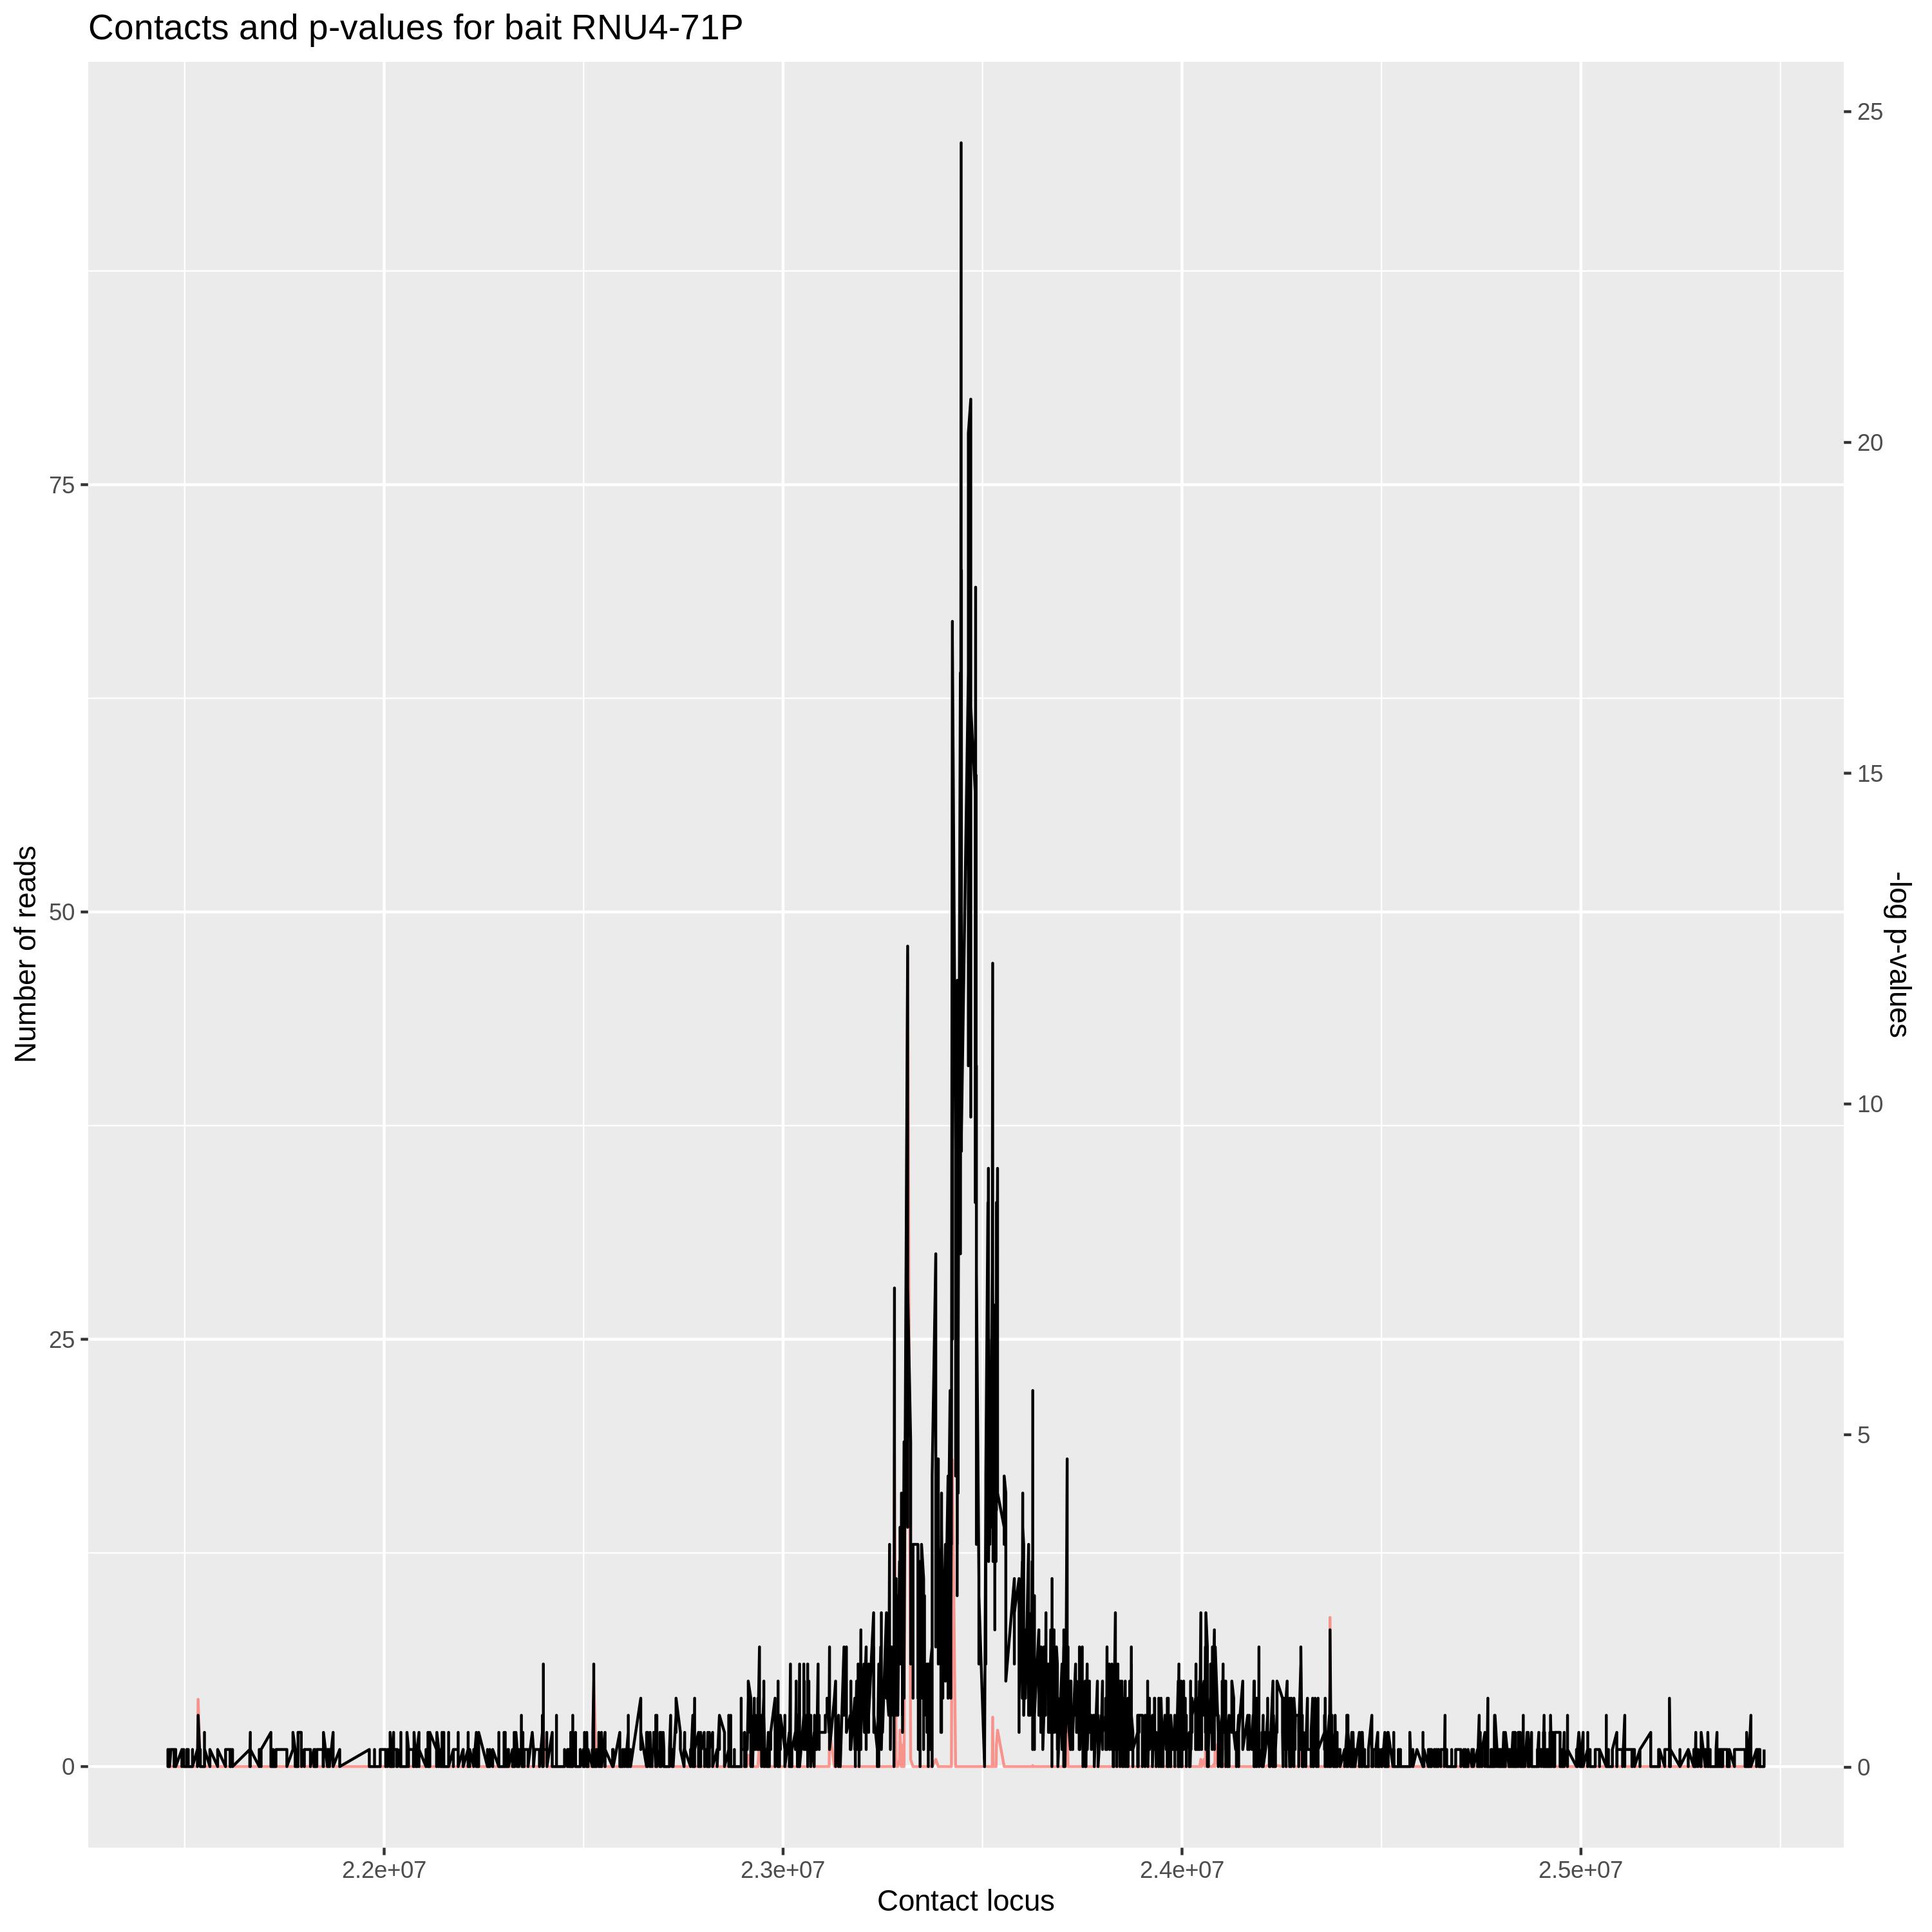 Contacts and p-values for bait RNU4-71P
Number of reads
75
50
25
0
25
20
15
10
5
0
-log p-values
2.2e+07
2.3e+07
2.4e+07
2.5e+07
Contact locus